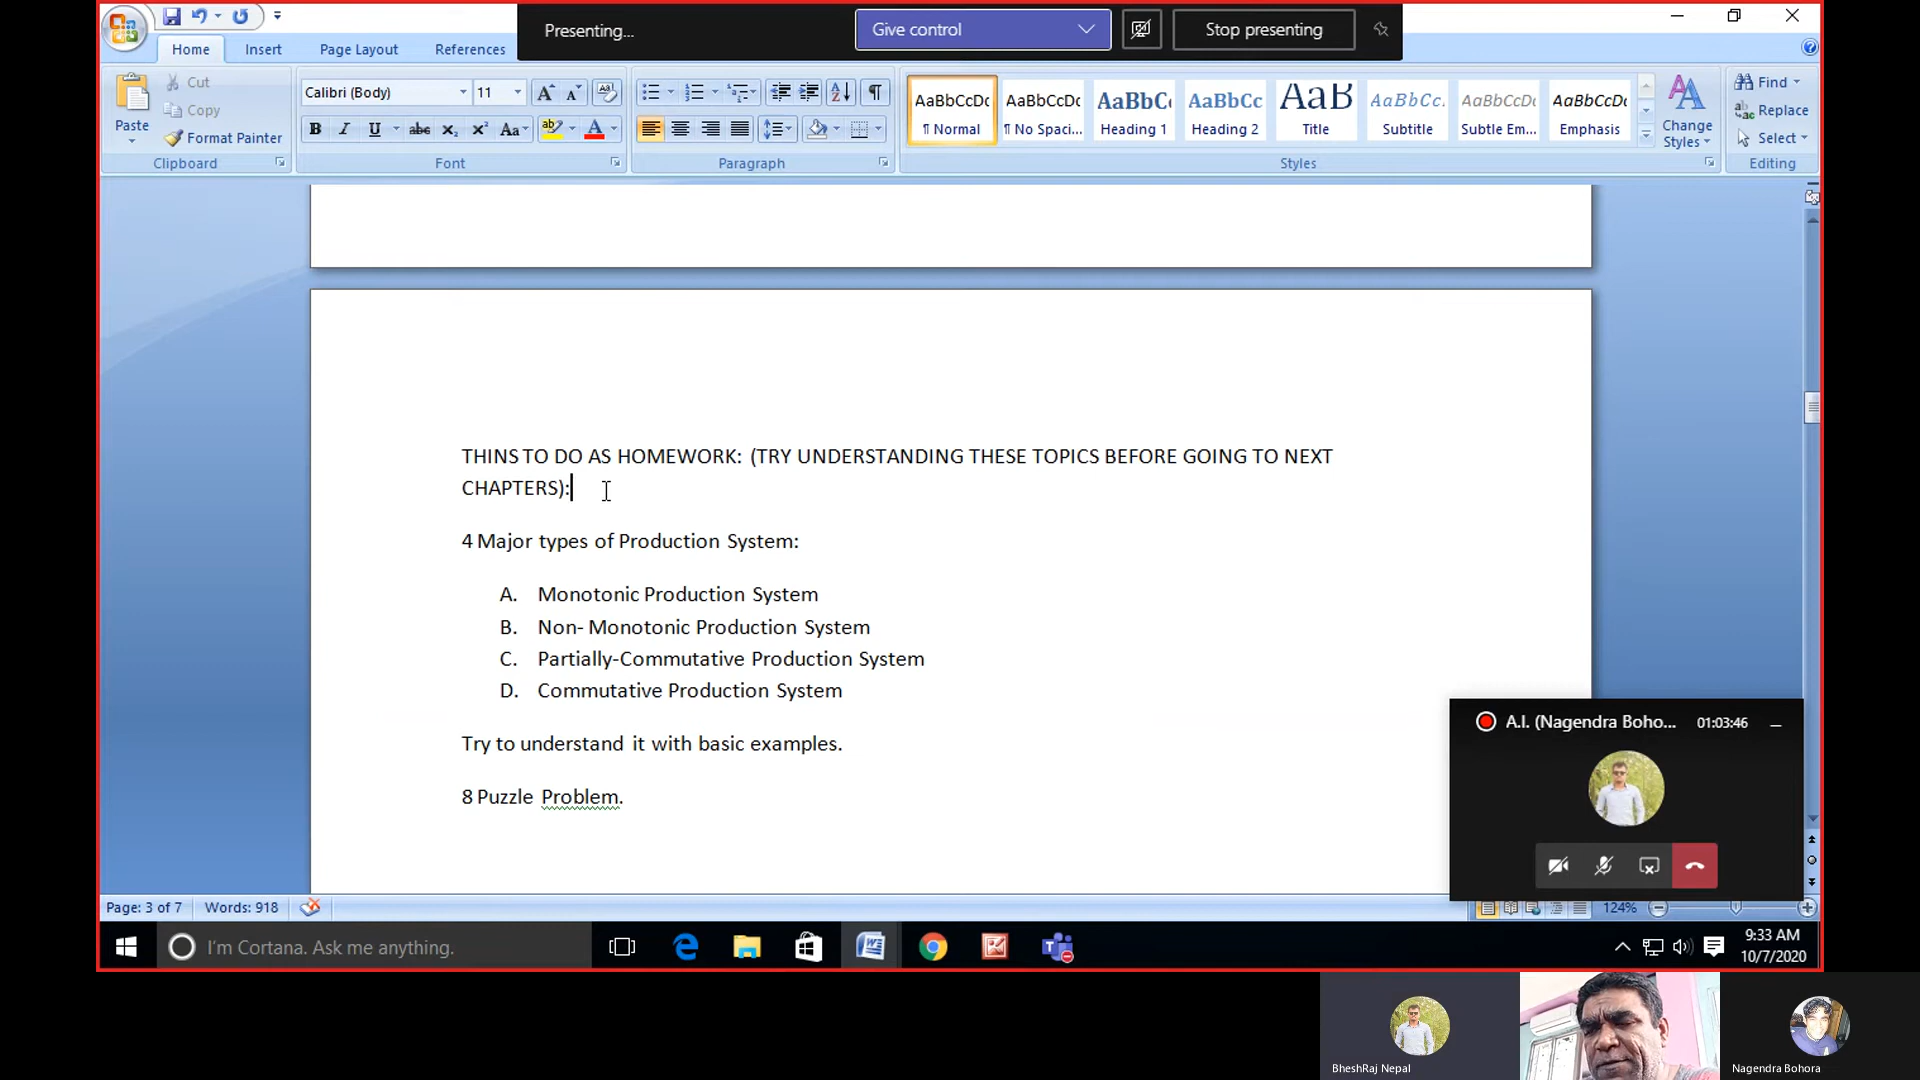 Presenting...
Give control
Stop presenting
Home
Insert
Page Layout
References
Paste
Cut
Copy
Format Painter
Clipboard
Calibri (Body)
11
Font
Paragraph
AaBbCcDc
¶ Normal
AaBbCcDc
¶ No Spaci...
AaBbC
Heading 1
AaBbCc
Heading 2
AaB
Title
AaBbCc.
Subtitle
AaBbCcDc
Subtle Em...
AaBbCcDc
Emphasis
Change
Styles
Styles
Find
Replace
Select
Editing
THINS TO DO AS HOMEWORK: (TRY UNDERSTANDING THESE TOPICS BEFORE GOING TO NEXT
CHAPTERS):
4 Major types of Production System:
A. Monotonic Production System
B. Non- Monotonic Production System
C. Partially-Commutative Production System
D. Commutative Production System
Try to understand it with basic examples.
8 Puzzle Problem.
A.I. (Nagendra Boho... 01:03:46
Page: 3 of 7
Words: 918
124%
I'm Cortana. Ask me anything.
9:33 AM
10/7/2020
BheshRaj Nepal
Nagendra Bohora